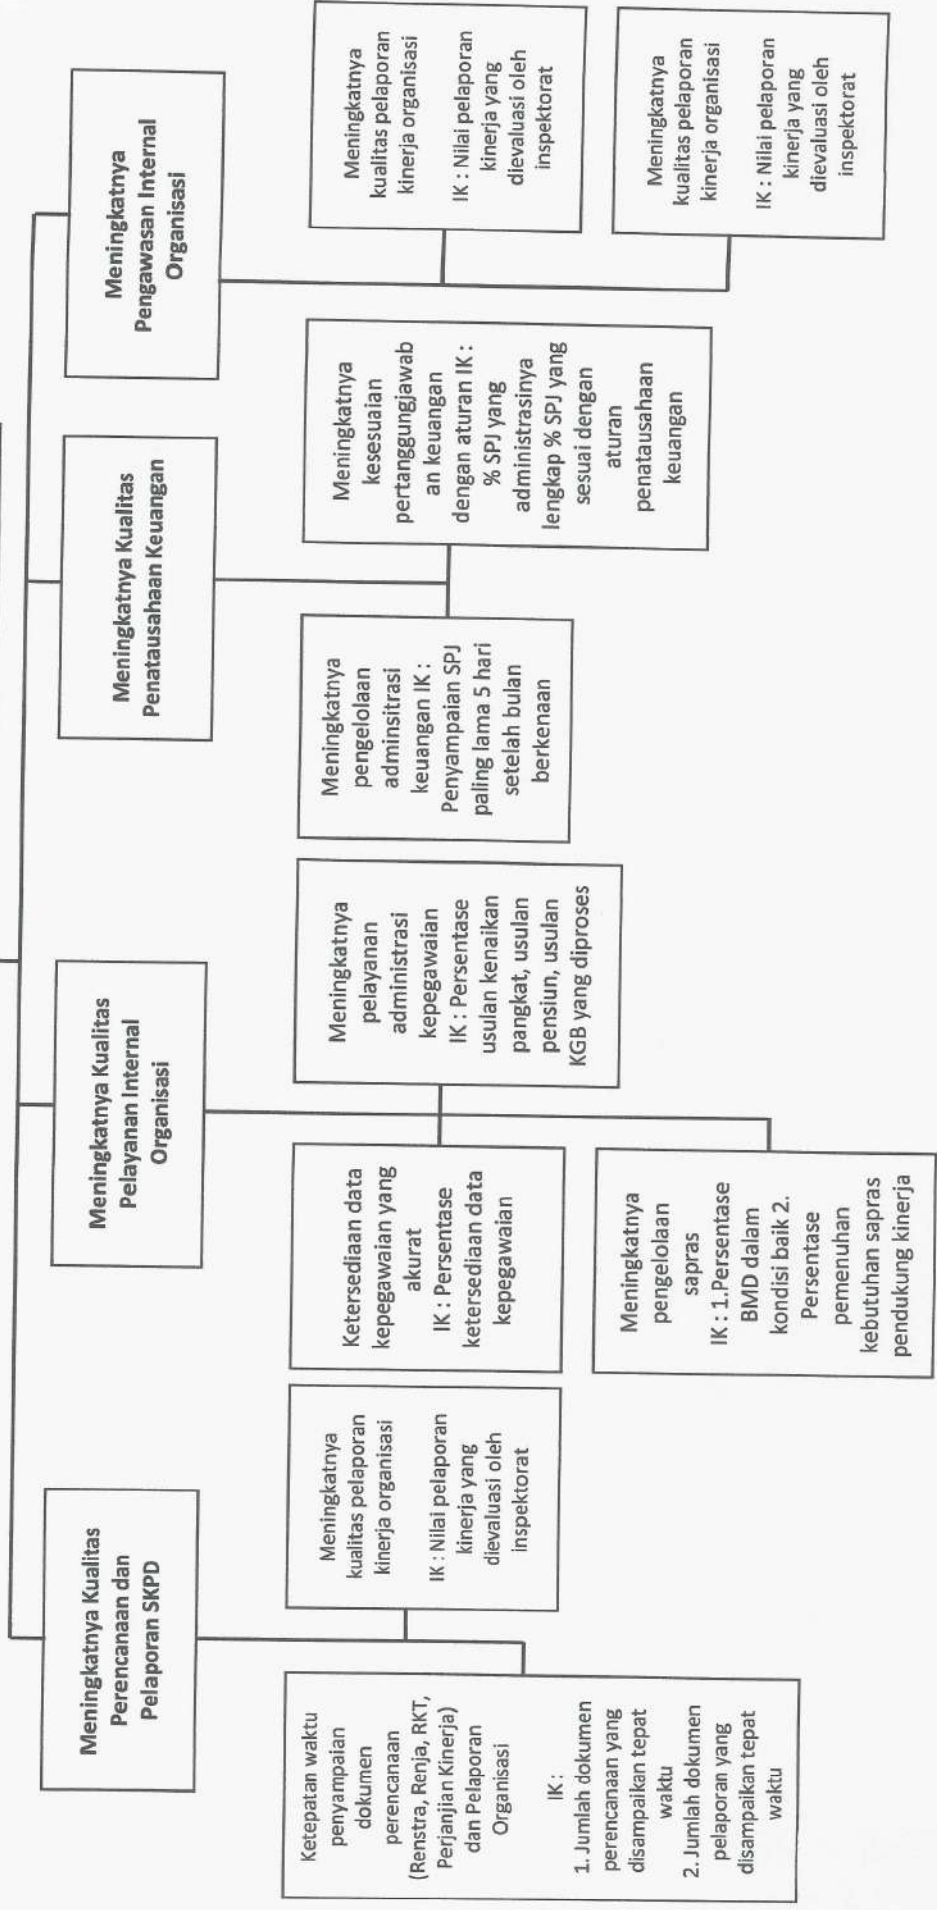 Meningkatnya Kualitas
Perencanaan dan
Pelaporan SKPD
Meningkatnya Kualitas
Pelayanan Internal
Organisasi
Meningkatnya Kualitas
Penatausahaan Keuangan
Meningkatnya
Pengawasan Internal
Organisasi
Ketepatan waktu
penyampaian
dokumen
perencanaan
(Renstra, Renja, RKT,
Perjanjian Kinerja)
dan Pelaporan
Organisasi
IK :
1. Jumlah dokumen
perencanaan yang
disampaikan tepat
waktu
2. Jumlah dokumen
pelaporan yang
disampaikan tepat
waktu
Meningkatnya
kualitas pelaporan
kinerja organisasi
IK : Nilai pelaporan
kinerja yang
dievaluasi oleh
inspektorat
Ketersediaan data
kepegawaian yang
akurat
IK : Persentase
ketersediaan data
kepegawaian
Meningkatnya
pelayanan
administrasi
kepegawaian
IK : Persentase
usulan kenaikan
pangkat, usulan
pensiun, usulan
KGB yang diproses
Meningkatnya
pengelolaan
sapras
IK : 1.Persentase
BMD dalam
kondisi baik 2.
Persentase
pemenuhan
kebutuhan sapras
pendukung kinerja
Meningkatnya
pengelolaan
adminsitrasi
keuangan IK :
Penyampaian SPJ
paling lama 5 hari
setelah bulan
berkenaan
Meningkatnya
kesesuaian
pertanggungjawab
an keuangan
dengan aturan IK :
% SPJ yang
administrasinya
lengkap % SPJ yang
sesuai dengan
aturan
penatausahaan
keuangan
Meningkatnya
kualitas pelaporan
kinerja organisasi
IK : Nilai pelaporan
kinerja yang
dievaluasi oleh
inspektorat
Meningkatnya
kualitas pelaporan
kinerja organisasi
IK : Nilai pelaporan
kinerja yang
dievaluasi oleh
inspektorat